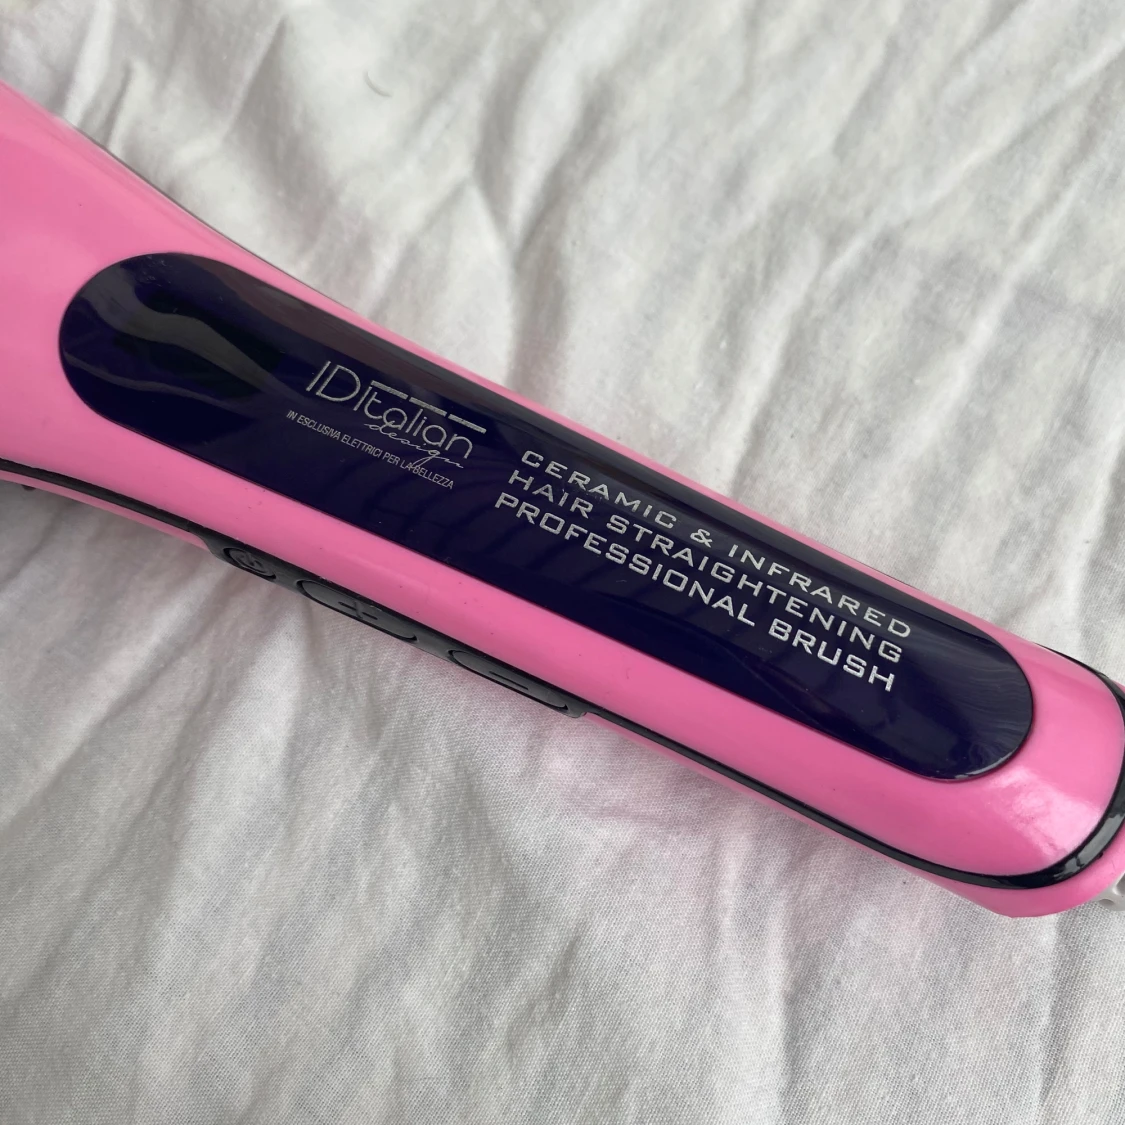 IDitalian
design
IN ESCLUSIVA ELETTRICI PER LA BELLEZZA
CERAMIC & INFRARED
HAIR STRAIGHTENING
PROFESSIONAL BRUSH